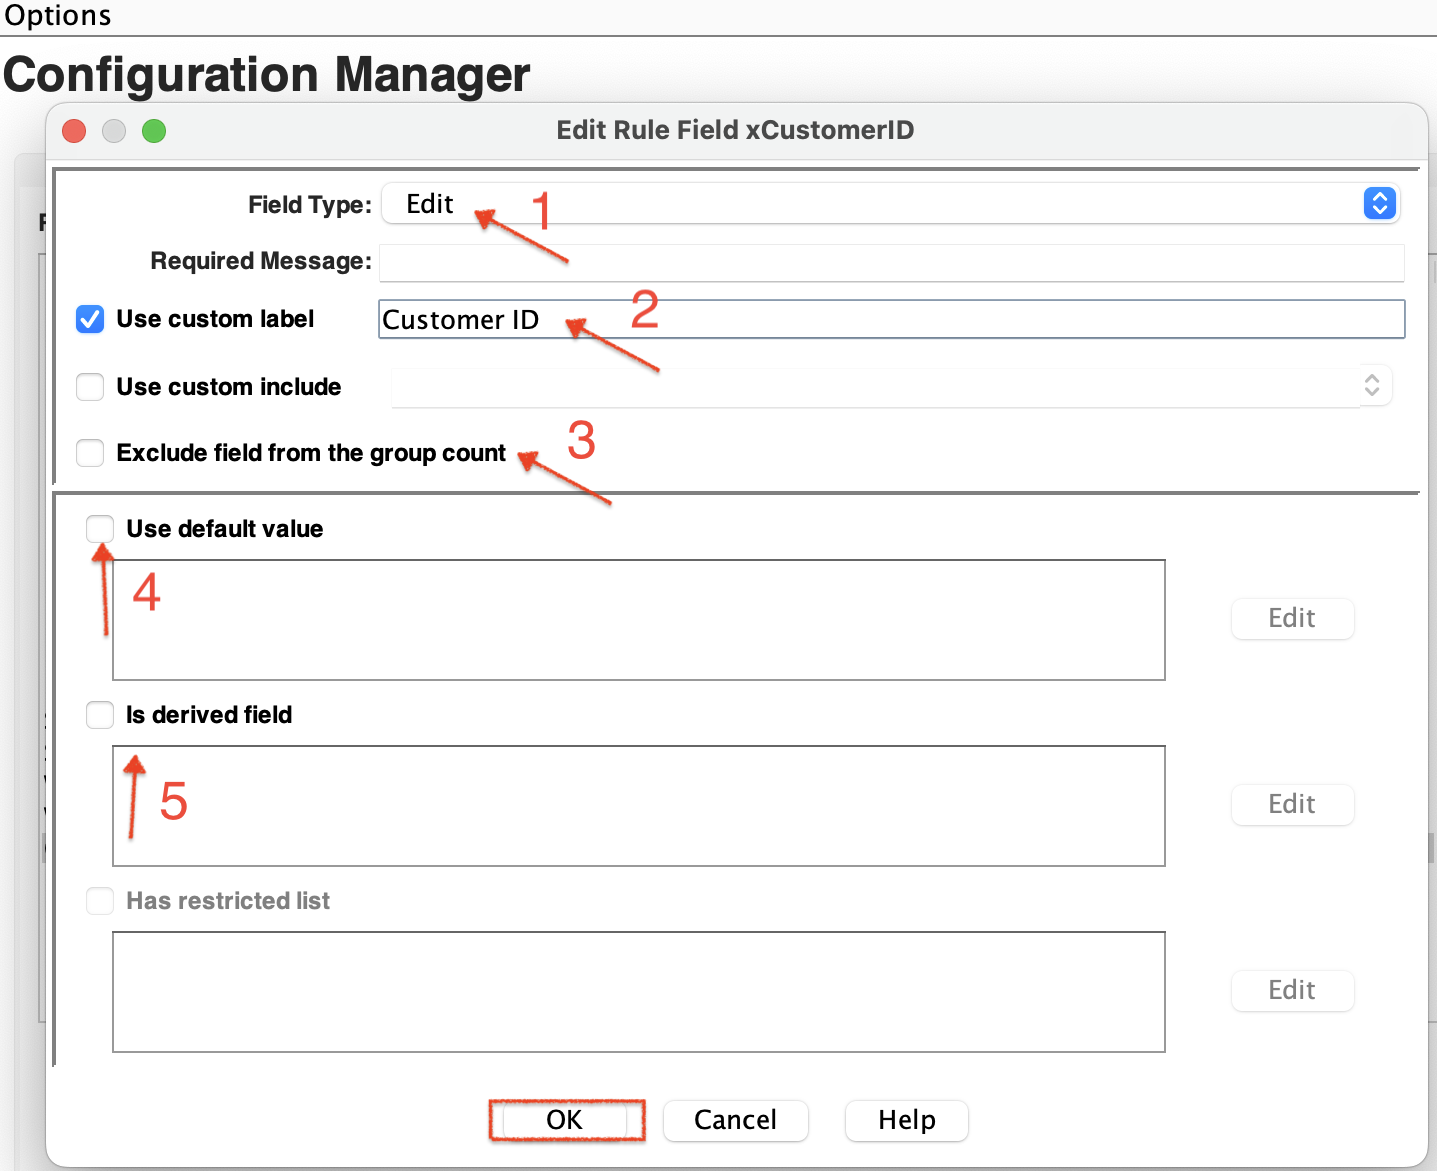 Options
Configuration Manager
Edit Rule Field xCustomerID
Field Type: Edit 1
Required Message:
Use custom label Customer ID 2
Use custom include
Exclude field from the group count 3
Use default value
4
Edit
Is derived field
5
Edit
Has restricted list
Edit
OK Cancel Help